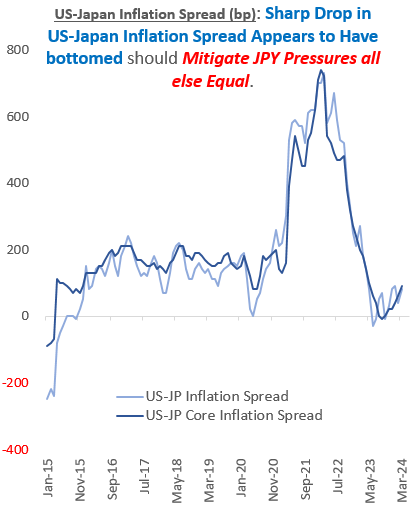 US-Japan Inflation Spread (bp): Sharp Drop in
US-Japan Inflation Spread Appears to Have
bottomed should Mitigate JPY Pressures all
else Equal.
800
600
400
200
0
-200
-400
US-JP Inflation Spread
US-JP Core Inflation Spread
Jan-15
Nov-15
Sep-16
Jul-17
May-18
Mar-19
Jan-20
Nov-20
Sep-21
Jul-22
May-23
Mar-24